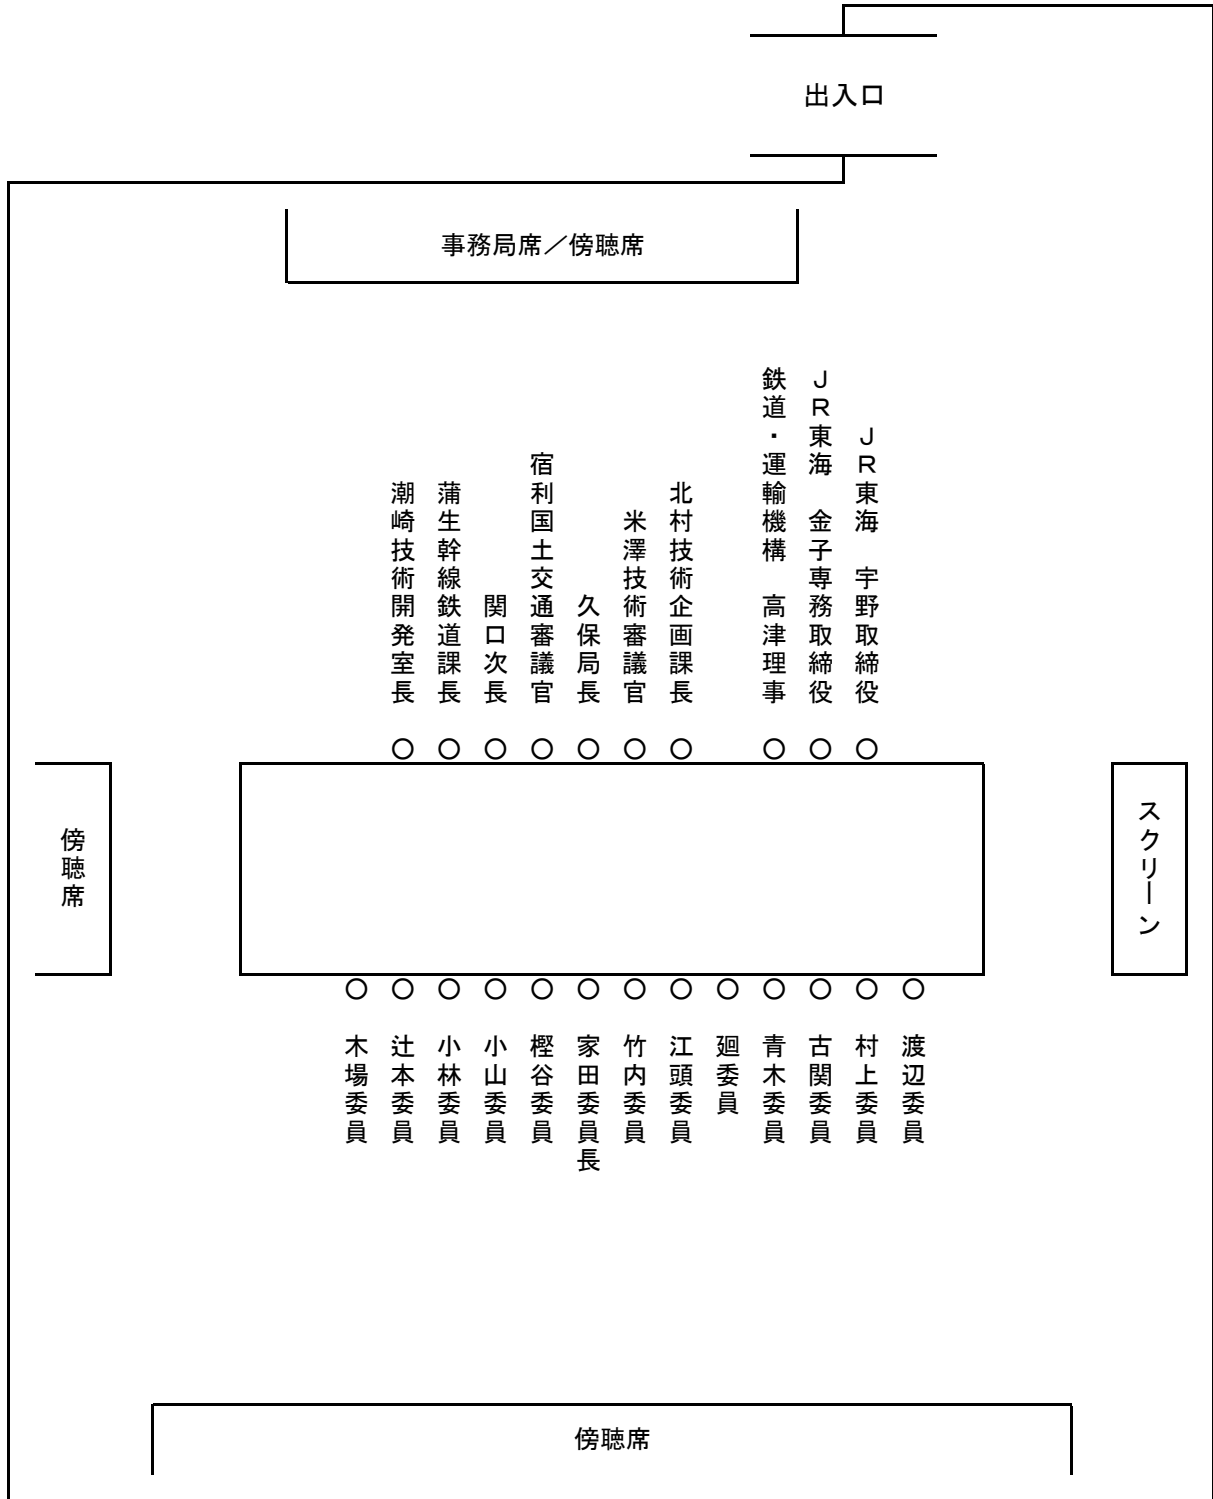 出入口
事務局席／傍聴席
潮崎技術開発室長
蒲生幹線鉄道課長
関口次長
宿利国土交通審議官
久保局長
米澤技術審議官
北村技術企画課長
鉄道・運輸機構　高津理事
ＪＲ東海　金子専務取締役
ＪＲ東海　宇野取締役
傍聴席
スクリーン
木場委員
辻本委員
小林委員
小山委員
樫谷委員
家田委員長
竹内委員
江頭委員
廻委員
青木委員
古関委員
村上委員
渡辺委員
傍聴席